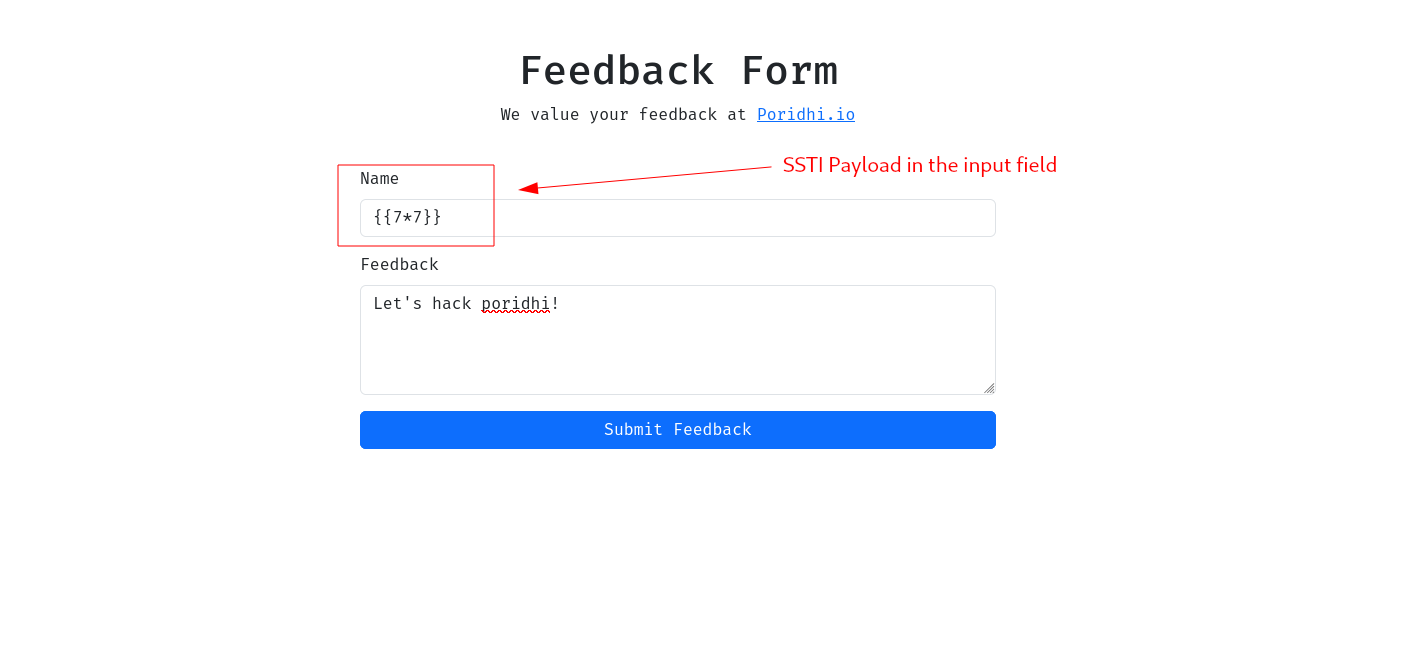 Feedback Form
We value your feedback at Poridhi.io
SSTI Payload in the input field
Name
{{7*7}}
Feedback
Let's hack poridhi!
Submit Feedback